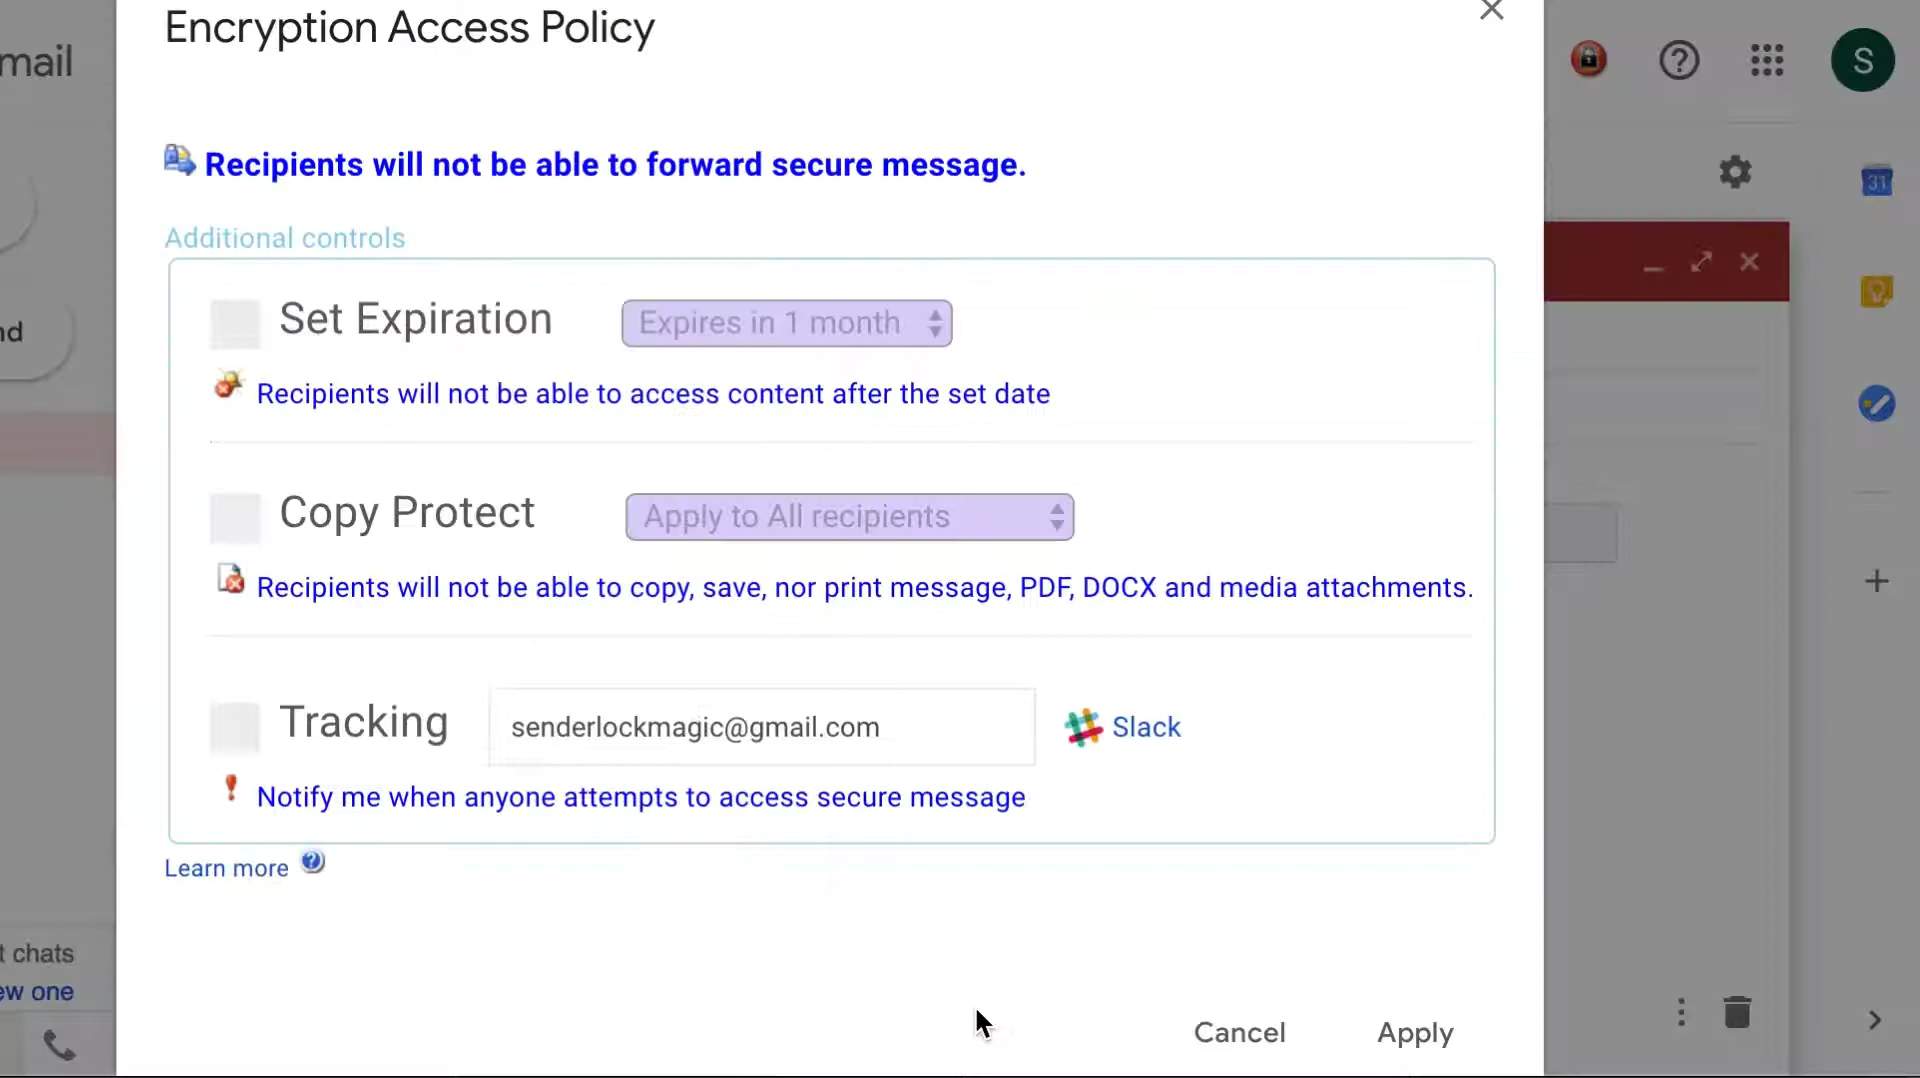 Encryption Access Policy
mail
S
Recipients will not be able to forward secure message.
31
Additional controls
Set Expiration
Expires in 1 month
nd
Recipients will not be able to access content after the set date
Copy Protect
Apply to All recipients
Recipients will not be able to copy, save, nor print message, PDF, DOCX and media attachments.
Tracking
senderlockmagic@gmail.com
Slack
Notify me when anyone attempts to access secure message
Learn more
t chats
ew one
Cancel
Apply